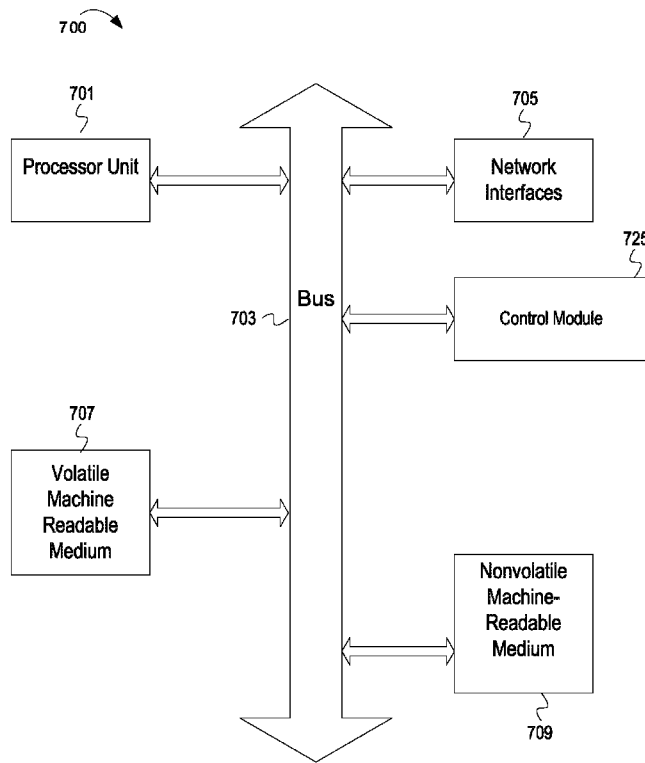 700
701
Processor Unit
705
Network
Interfaces
725
Control Module
Bus
703
707
Volatile
Machine
Readable
Medium
Nonvolatile
Machine-
Readable
Medium
709